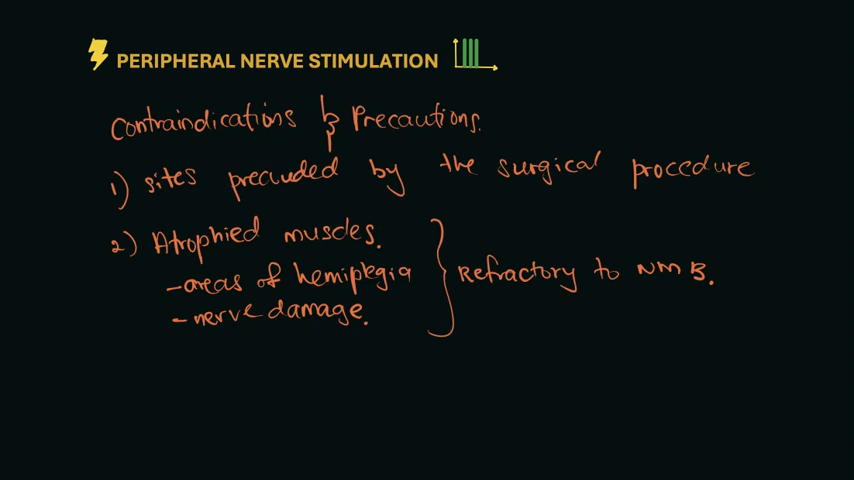 PERIPHERAL NERVE STIMULATION
Contraindications & Precautions.
1) sites precuded by the surgical procedure
2) Atrophied muscles.
- areas of hemiplegia
- nerve damage.
Refractory to NMB.